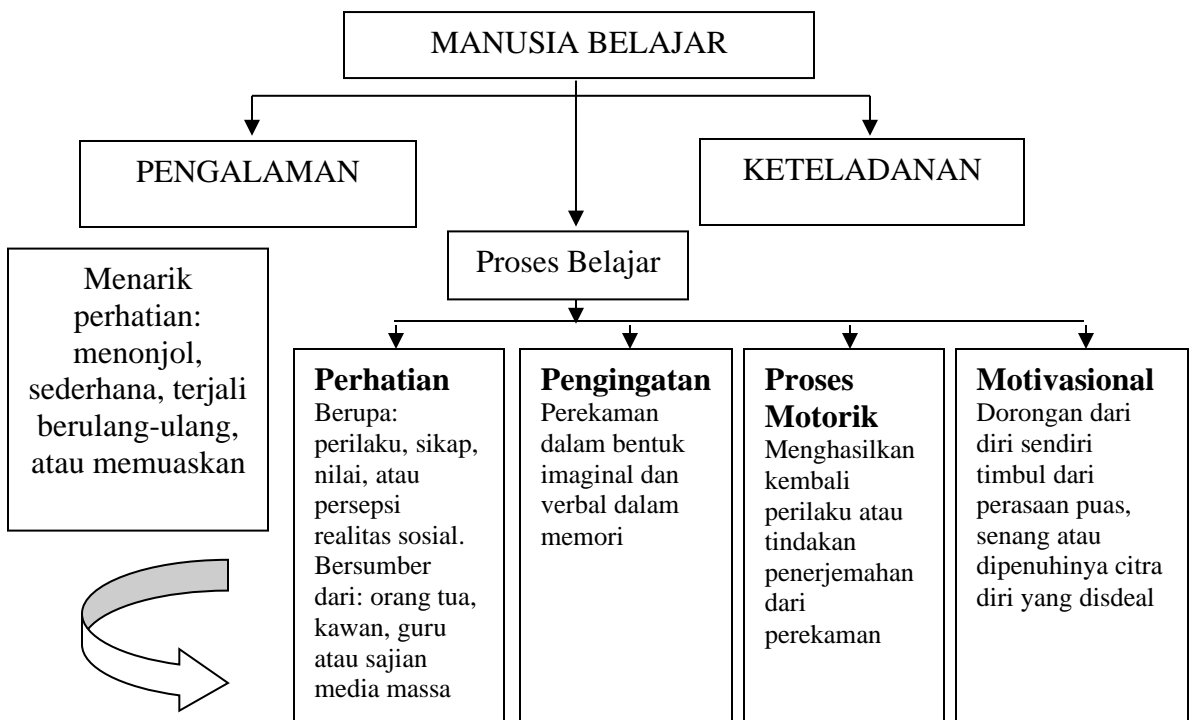 MANUSIA BELAJAR
PENGALAMAN
KETELADANAN
Proses Belajar
Menarik
perhatian:
menonjol,
sederhana, terjali
berulang-ulang,
atau memuaskan
Perhatian
Berupa:
perilaku, sikap,
nilai, atau
persepsi
realitas sosial.
Bersumber
dari: orang tua,
kawan, guru
atau sajian
media massa
Pengingatan
Perekaman
dalam bentuk
imaginal dan
verbal dalam
memori
Proses
Motorik
Menghasilkan
kembali
perilaku atau
tindakan
penerjemahan
dari
perekaman
Motivasional
Dorongan dari
diri sendiri
timbul dari
perasaan puas,
senang atau
dipenuhinya citra
diri yang disdeal